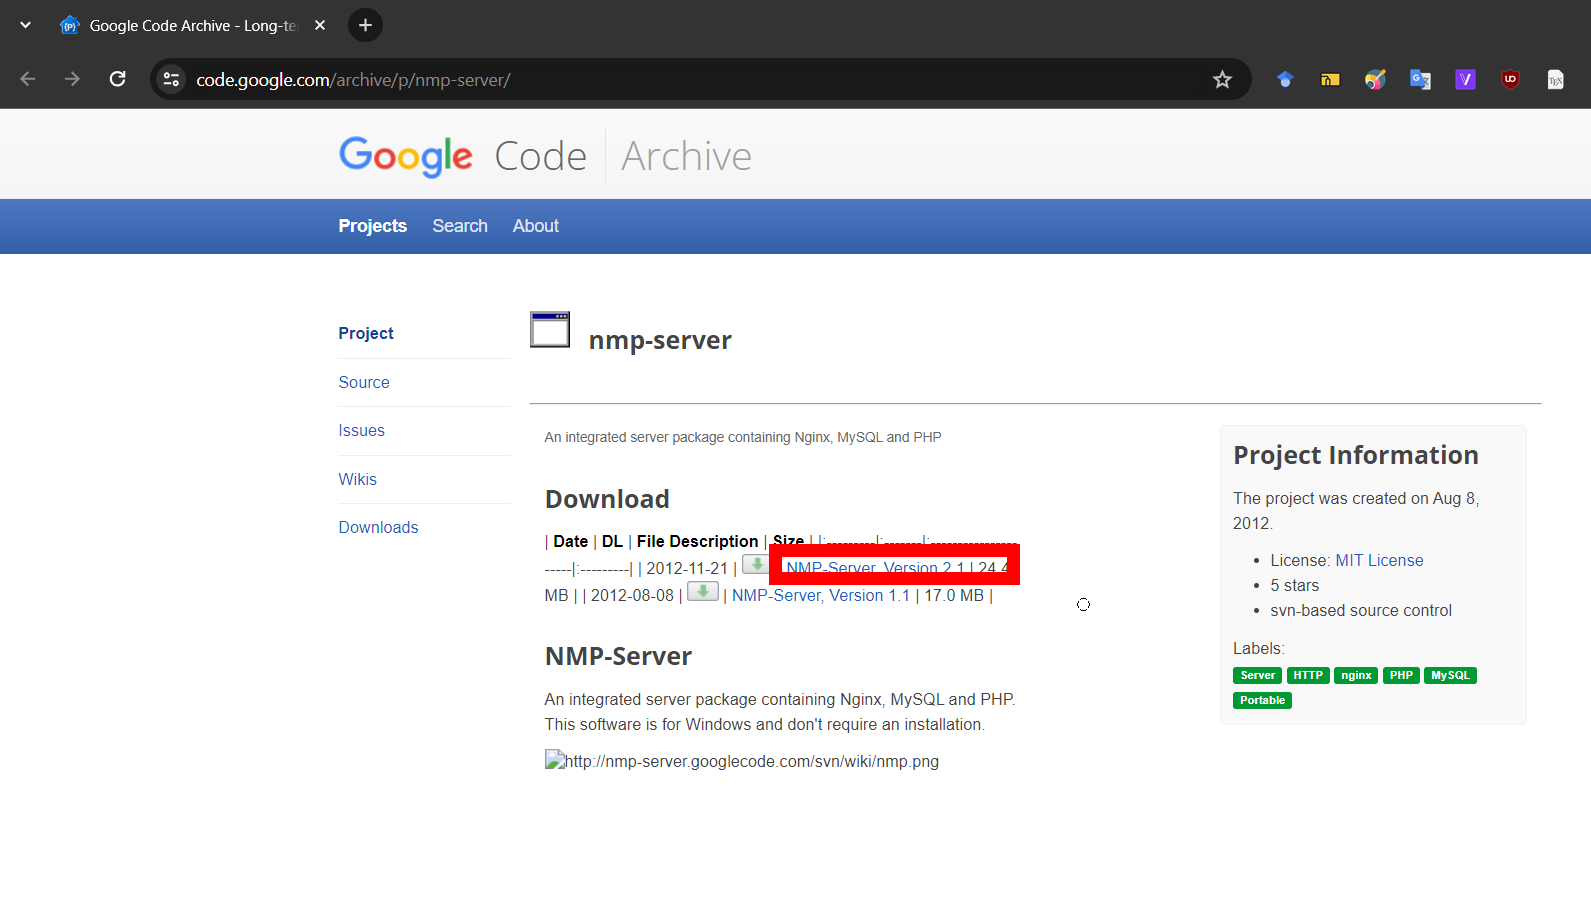 Google Code Archive - Long-te
code.google.com/archive/p/nmp-server/
Google Code Archive
Projects Search About
Project
Source
Issues
Wikis
Downloads
nmp-server
An integrated server package containing Nginx, MySQL and PHP
Download
| Date | DL | File Description | Size | |:---------|:-------|:----------------
-----|:---------| | 2012-11-21 | NMP-Server, Version 2.1 | 24.4
MB | | 2012-08-08 | | NMP-Server, Version 1.1 | 17.0 MB |
NMP-Server
An integrated server package containing Nginx, MySQL and PHP.
This software is for Windows and don't require an installation.
http://nmp-server.googlecode.com/svn/wiki/nmp.png
Project Information
The project was created on Aug 8,
2012.
License: MIT License
5 stars
svn-based source control
Labels:
Server HTTP nginx PHP MySQL
Portable